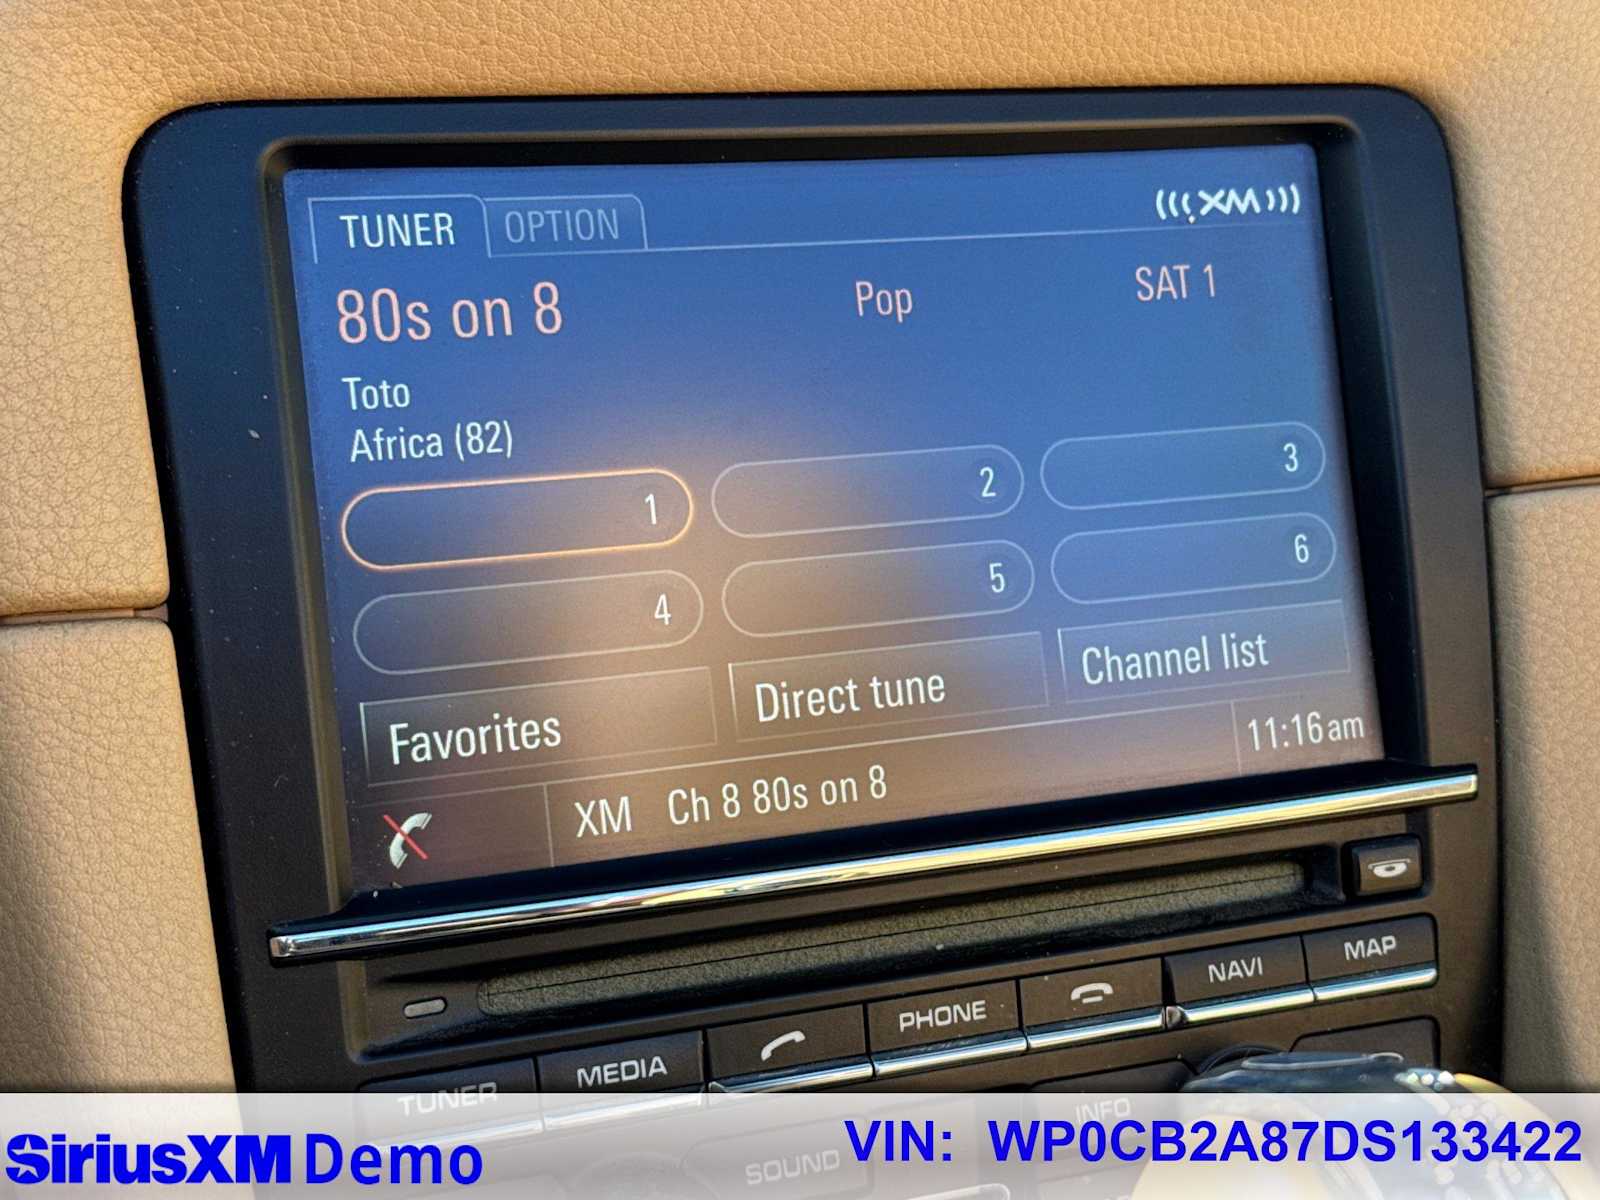 TUNER OPTION XM
80s on 8 Pop SAT 1
Toto
Africa (82)
1 2 3
4 5 6
Favorites Direct tune Channel list
XM Ch 8 80s on 8 11:16 am
TUNER MEDIA PHONE NAVI MAP
SOUND INFO
SiriusXM Demo VIN: WP0CB2A87DS133422